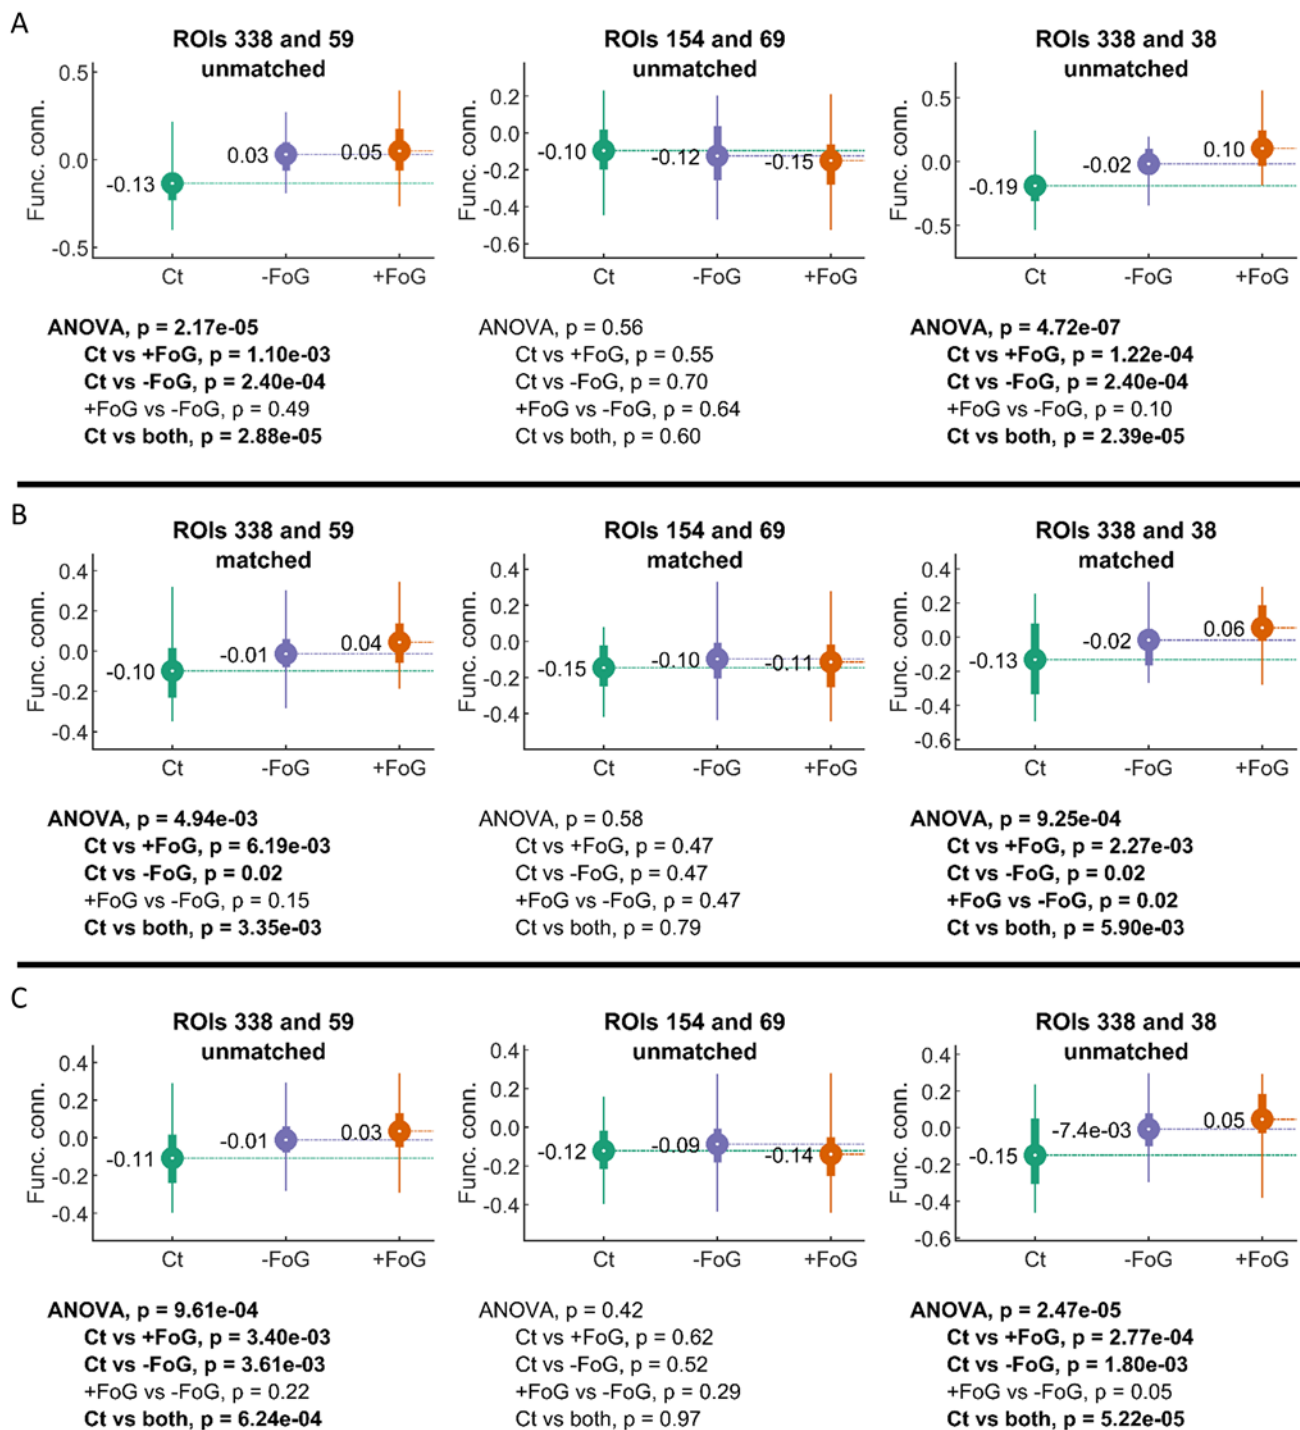 A
ROIs 338 and 59
unmatched
Func. conn.
0.5
0.0
-0.5
-0.13
0.03
0.05
Ct
-FoG
+FoG
ANOVA, p = 2.17e-05
Ct vs +FoG, p = 1.10e-03
Ct vs -FoG, p = 2.40e-04
+FoG vs -FoG, p = 0.49
Ct vs both, p = 2.88e-05
ROIs 154 and 69
unmatched
0.2
0.0
-0.2
-0.4
-0.6
-0.10
-0.12
-0.15
Ct
-FoG
+FoG
ANOVA, p = 0.56
Ct vs +FoG, p = 0.55
Ct vs -FoG, p = 0.70
+FoG vs -FoG, p = 0.64
Ct vs both, p = 0.60
ROIs 338 and 38
unmatched
Func. conn.
0.5
0.0
-0.5
-0.19
-0.02
0.10
Ct
-FoG
+FoG
ANOVA, p = 4.72e-07
Ct vs +FoG, p = 1.22e-04
Ct vs -FoG, p = 2.40e-04
+FoG vs -FoG, p = 0.10
Ct vs both, p = 2.39e-05
B
ROIs 338 and 59
matched
Func. conn.
0.4
0.2
0.0
-0.2
-0.4
-0.10
-0.01
0.04
Ct
-FoG
+FoG
ANOVA, p = 4.94e-03
Ct vs +FoG, p = 6.19e-03
Ct vs -FoG, p = 0.02
+FoG vs -FoG, p = 0.15
Ct vs both, p = 3.35e-03
ROIs 154 and 69
matched
0.4
0.2
0.0
-0.2
-0.4
-0.15
-0.10
-0.11
Ct
-FoG
+FoG
ANOVA, p = 0.58
Ct vs +FoG, p = 0.47
Ct vs -FoG, p = 0.47
+FoG vs -FoG, p = 0.47
Ct vs both, p = 0.79
ROIs 338 and 38
matched
Func. conn.
0.4
0.2
0.0
-0.2
-0.4
-0.6
-0.13
-0.02
0.06
Ct
-FoG
+FoG
ANOVA, p = 9.25e-04
Ct vs +FoG, p = 2.27e-03
Ct vs -FoG, p = 0.02
+FoG vs -FoG, p = 0.02
Ct vs both, p = 5.90e-03
C
ROIs 338 and 59
unmatched
Func. conn.
0.4
0.2
0.0
-0.2
-0.4
-0.11
-0.01
0.03
Ct
-FoG
+FoG
ANOVA, p = 9.61e-04
Ct vs +FoG, p = 3.40e-03
Ct vs -FoG, p = 3.61e-03
+FoG vs -FoG, p = 0.22
Ct vs both, p = 6.24e-04
ROIs 154 and 69
unmatched
0.4
0.2
0.0
-0.2
-0.4
-0.12
-0.09
-0.14
Ct
-FoG
+FoG
ANOVA, p = 0.42
Ct vs +FoG, p = 0.62
Ct vs -FoG, p = 0.52
+FoG vs -FoG, p = 0.29
Ct vs both, p = 0.97
ROIs 338 and 38
unmatched
Func. conn.
0.4
0.2
0.0
-0.2
-0.4
-0.6
-0.15
-7.4e-03
0.05
Ct
-FoG
+FoG
ANOVA, p = 2.47e-05
Ct vs +FoG, p = 2.77e-04
Ct vs -FoG, p = 1.80e-03
+FoG vs -FoG, p = 0.05
Ct vs both, p = 5.22e-05